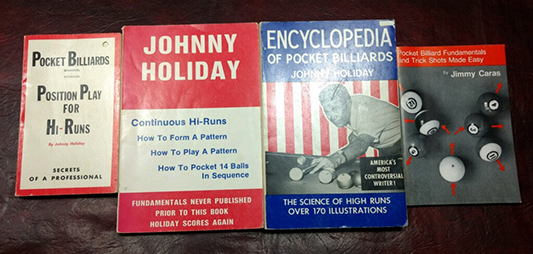 POCKET BILLIARDS
POSITION PLAY
FOR
HI-RUNS
By Johnny Holiday
SECRETS
OF A PROFESSIONAL
JOHNNY
HOLIDAY
Continuous Hi-Runs
How To Form A Pattern
How To Play A Pattern
How To Pocket 14 Balls
In Sequence
FUNDAMENTALS NEVER PUBLISHED
PRIOR TO THIS BOOK
HOLIDAY SCORES AGAIN
ENCYCLOPEDIA
OF POCKET BILLIARDS
JOHNNY HOLIDAY
AMERICA'S
MOST
CONTROVERSIAL
WRITER!
THE SCIENCE OF HIGH RUNS
OVER 170 ILLUSTRATIONS
Pocket Billiard Fundamentals
and Trick Shots Made Easy
By Jimmy Caras